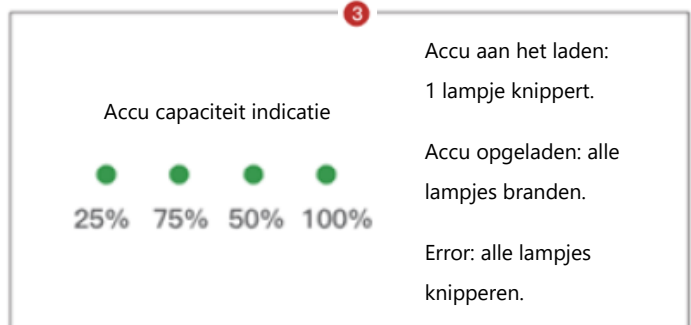 3
Accu capaciteit indicatie
25% 75% 50% 100%
Accu aan het laden:
1 lampje knippert.
Accu opgeladen: alle
lampjes branden.
Error: alle lampjes
knipperen.